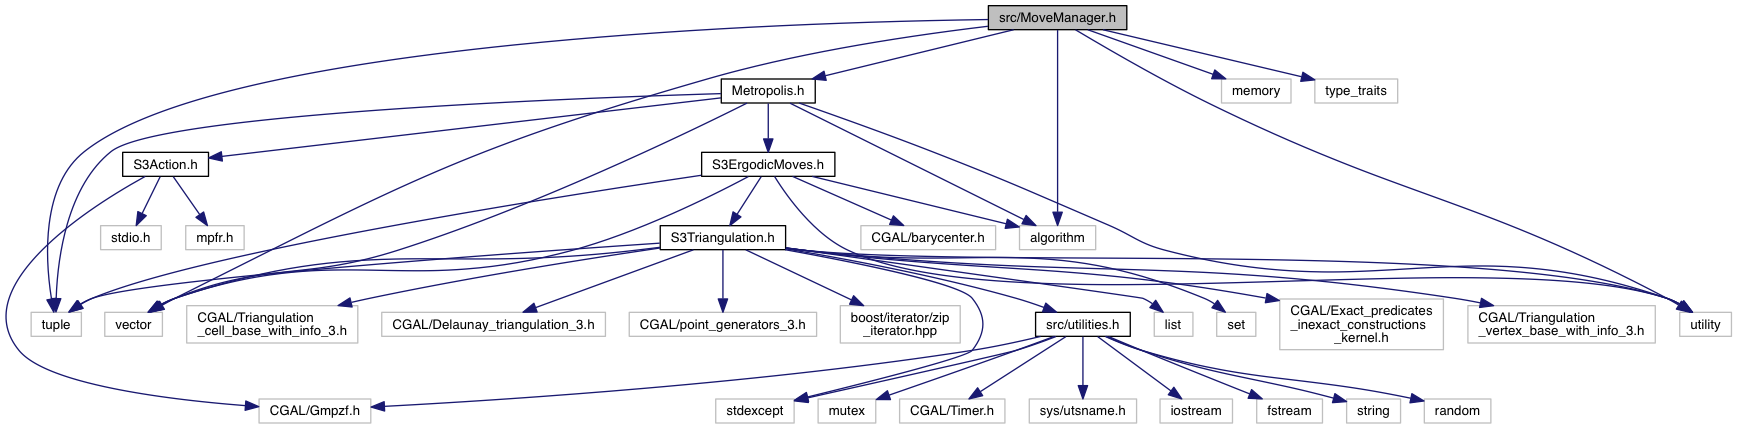 src/MoveManager.h
Metropolis.h
memory
type_traits
S3Action.h
S3ErgodicMoves.h
stdio.h
mpfr.h
S3Triangulation.h
CGAL/barycenter.h
algorithm
tuple
vector
CGAL/Triangulation
_cell_base_with_info_3.h
CGAL/Delaunay_triangulation_3.h
CGAL/point_generators_3.h
boost/iterator/zip
_iterator.hpp
src/utilities.h
list
set
CGAL/Exact_predicates
_inexact_constructions
_kernel.h
CGAL/Triangulation
_vertex_base_with_info_3.h
utility
CGAL/Gmpzf.h
stdexcept
mutex
CGAL/Timer.h
sys/utsname.h
iostream
fstream
string
random